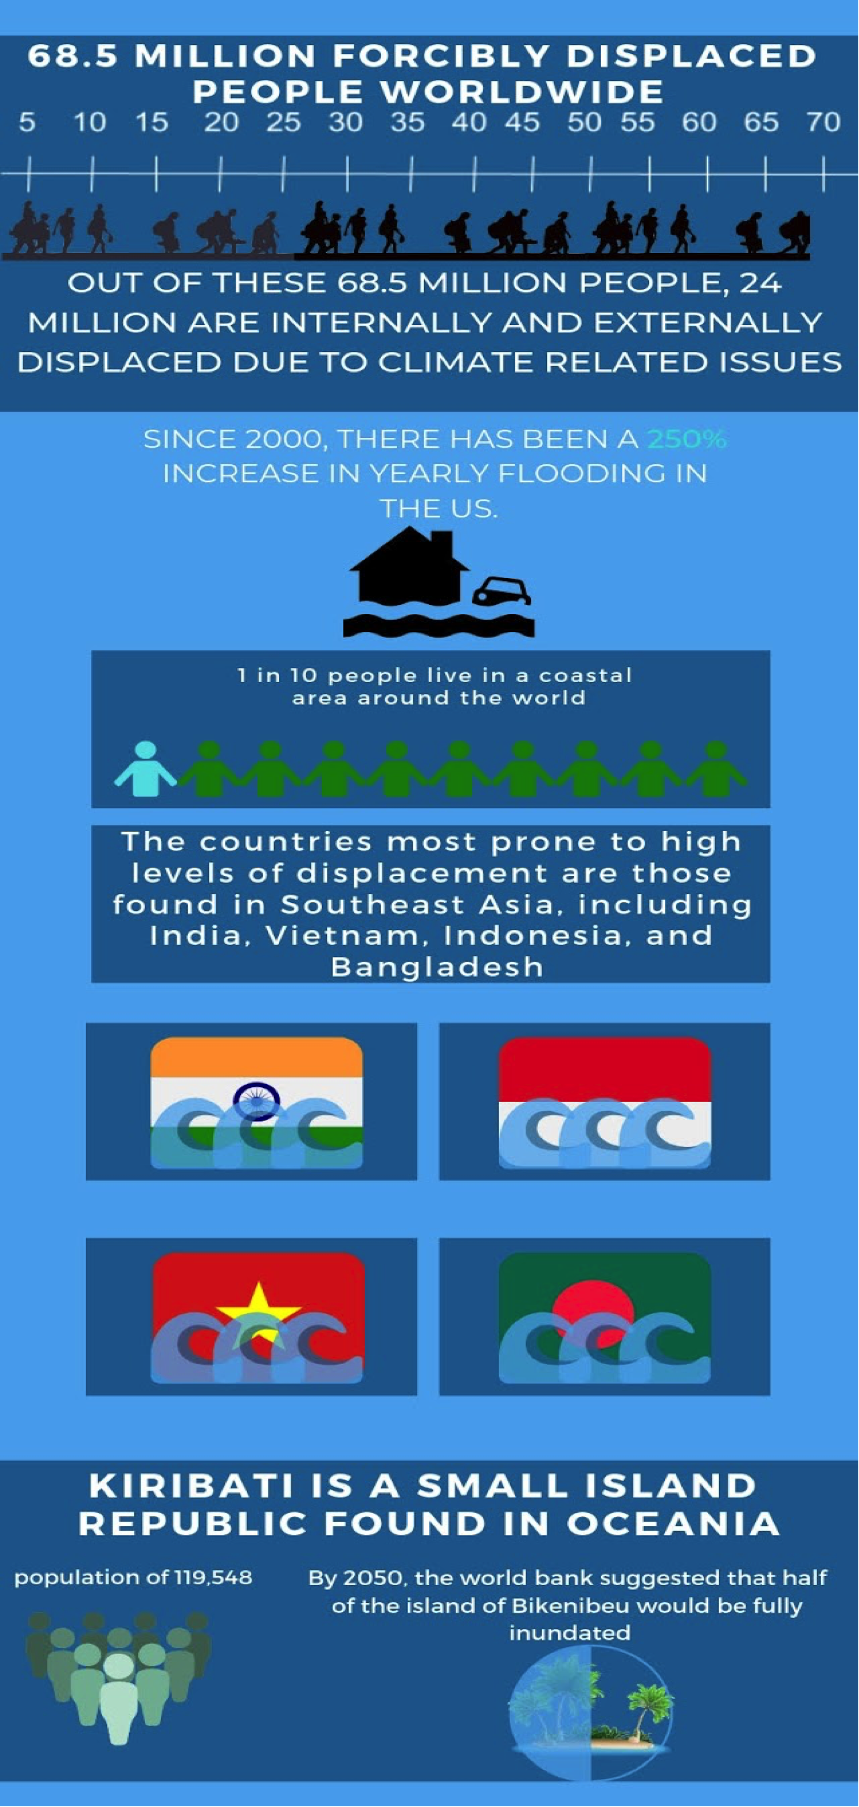 68.5 MILLION FORCIBLY DISPLACED
PEOPLE WORLDWIDE
5 10 15 20 25 30 35 40 45 50 55 60 65 70
OUT OF THESE 68.5 MILLION PEOPLE, 24
MILLION ARE INTERNALLY AND EXTERNALLY
DISPLACED DUE TO CLIMATE RELATED ISSUES
SINCE 2000, THERE HAS BEEN A 250%
INCREASE IN YEARLY FLOODING IN
THE US.
1 in 10 people live in a coastal
area around the world
The countries most prone to high
levels of displacement are those
found in Southeast Asia, including
India, Vietnam, Indonesia, and
Bangladesh
KIRIBATI IS A SMALL ISLAND
REPUBLIC FOUND IN OCEANIA
population of 119,548
By 2050, the world bank suggested that half
of the island of Bikenibeu would be fully
inundated